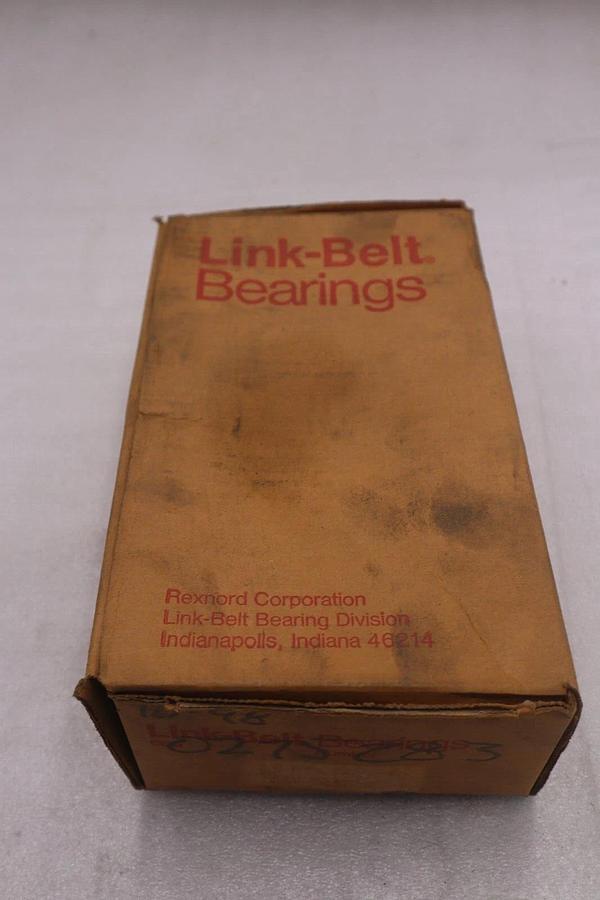 Link-Belt®
Bearings
Rexnord Corporation
Link-Belt Bearing Division
Indianapolis, Indiana 46214
Link-Belt Bearings